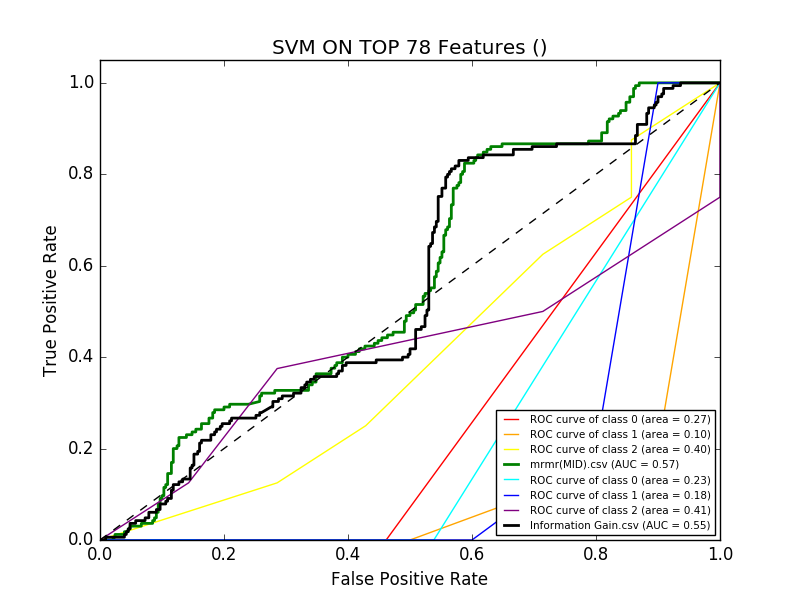 SVM ON TOP 78 Features ()
1.0
0.8
0.6
0.4
0.2
0.0
True Positive Rate
0.0 0.2 0.4 0.6 0.8 1.0
False Positive Rate
ROC curve of class 0 (area = 0.27)
ROC curve of class 1 (area = 0.10)
ROC curve of class 2 (area = 0.40)
mrmr(MID).csv (AUC = 0.57)
ROC curve of class 0 (area = 0.23)
ROC curve of class 1 (area = 0.18)
ROC curve of class 2 (area = 0.41)
Information Gain.csv (AUC = 0.55)